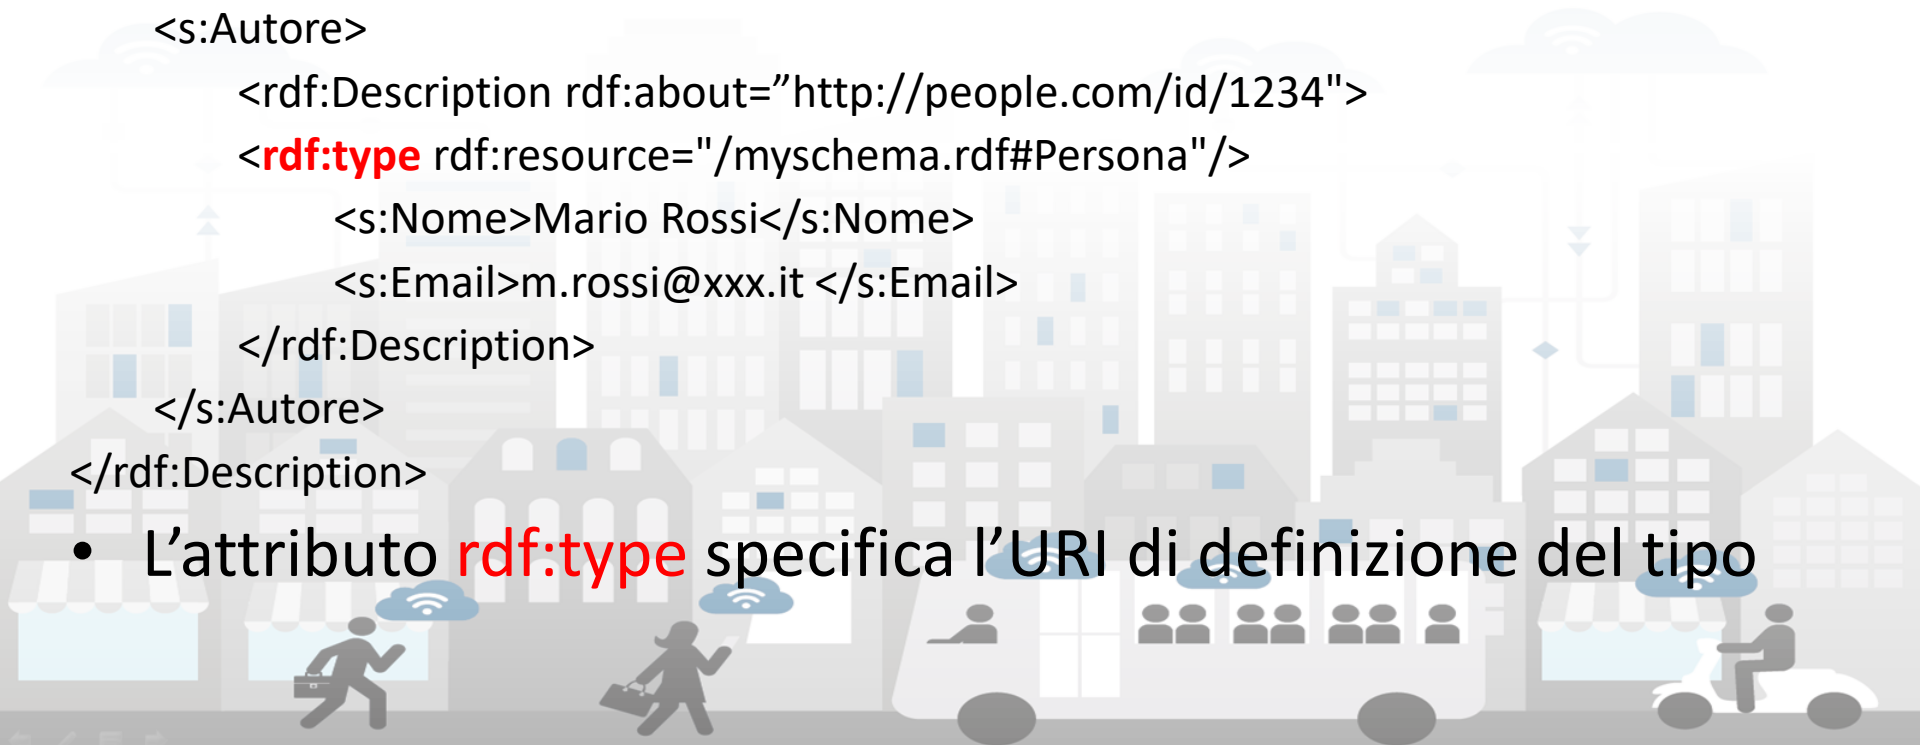 <s:Autore>
<rdf:Description rdf:about=”http://people.com/id/1234">
<rdf:type rdf:resource="/myschema.rdf#Persona"/>
<s:Nome>Mario Rossi</s:Nome>
<s:Email>m.rossi@xxx.it </s:Email>
</rdf:Description>
</s:Autore>
</rdf:Description>
• L’attributo rdf:type specifica l’URI di definizione del tipo